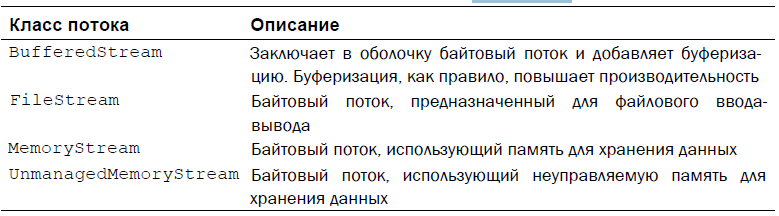 Класс потока Описание
BufferedStream Заключает в оболочку байтовый поток и добавляет буфериза-
цию. Буферизация, как правило, повышает производительность
FileStream Байтовый поток, предназначенный для файлового ввода-
вывода
MemoryStream Байтовый поток, использующий память для хранения данных
UnmanagedMemoryStream Байтовый поток, использующий неуправляемую память для
хранения данных